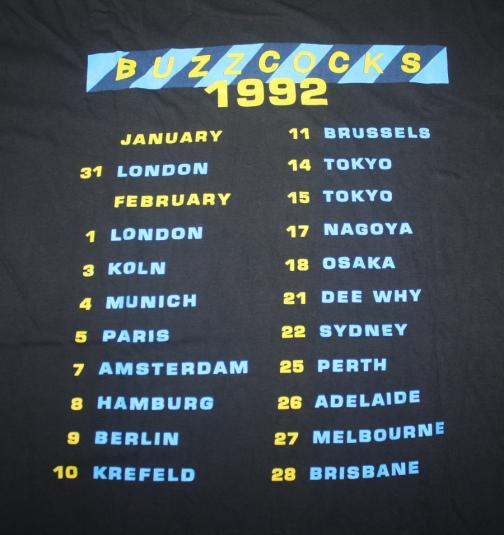 BUZZCOCKS
1992
JANUARY
31 LONDON
FEBRUARY
1 LONDON
3 KOLN
4 MUNICH
5 PARIS
7 AMSTERDAM
8 HAMBURG
9 BERLIN
10 KREFELD
11 BRUSSELS
14 TOKYO
15 TOKYO
17 NAGOYA
18 OSAKA
21 DEE WHY
22 SYDNEY
25 PERTH
26 ADELAIDE
27 MELBOURNE
28 BRISBANE